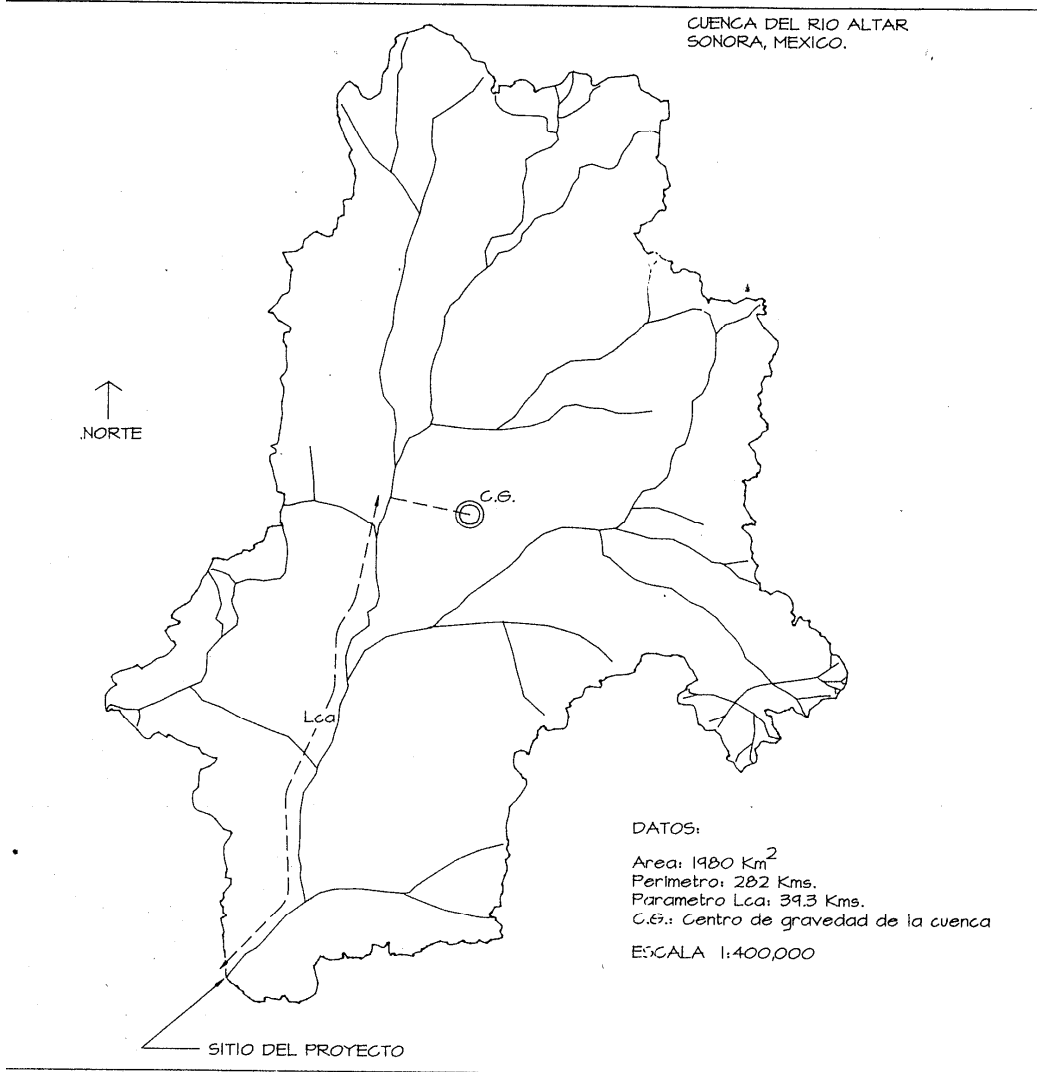 CUENCA DEL RIO ALTAR
SONORA, MEXICO.
NORTE
C.G.
Lca
DATOS:
Area: 1980 Km2
Perimetro: 282 Kms.
Parametro Lca: 39.3 Kms.
C.G.: Centro de gravedad de la cuenca
ESCALA 1:400,000
SITIO DEL PROYECTO